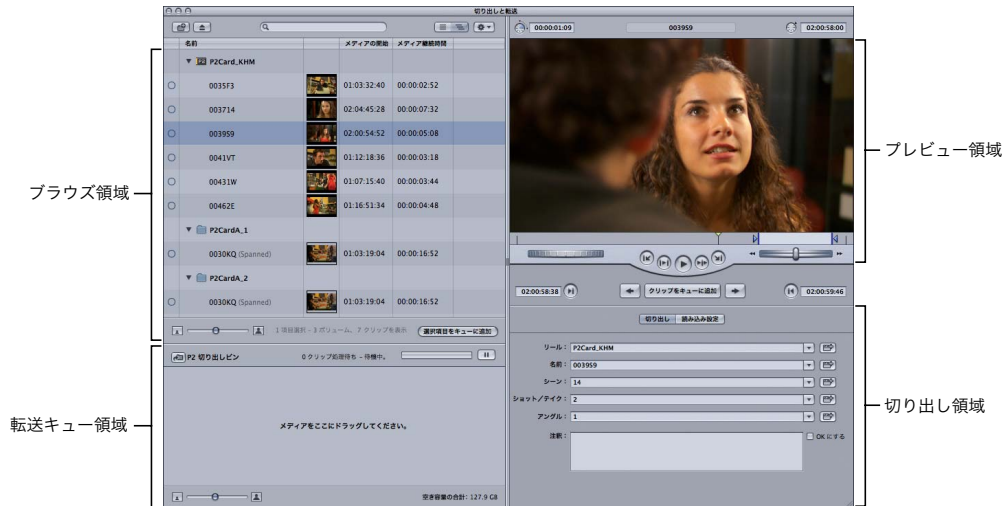 切り出しと転送
00:00:01:09
003959
02:00:58:00
名前
メディアの開始
メディア継続時間
P2Card_KHM
0035F3 01:03:32:40 00:00:02:52
003714 02:04:45:28 00:00:07:32
003959 02:00:54:52 00:00:05:08
0041VT 01:12:18:36 00:00:03:18
00431W 01:07:15:40 00:00:03:44
00462E 01:16:51:34 00:00:04:48
P2CardA_1
0030KQ (Spanned) 01:03:19:04 00:00:16:52
P2CardA_2
0030KQ (Spanned) 01:03:19:04 00:00:16:52
1 項目選択 - 3 ボリューム、7 クリップを表示
選択項目をキューに追加
ブラウズ領域
プレビュー領域
02:00:58:38
クリップをキューに追加
02:00:59:46
P2 切り出しビン
0 クリップ処理待ち - 待機中。
メディアをここにドラッグしてください。
空き容量の合計: 127.9 GB
転送キュー領域
切り出し
読み込み設定
リール: P2Card_KHM
名前: 003959
シーン: 14
ショット/テイク: 2
アングル: 1
注釈:
OK にする
切り出し領域